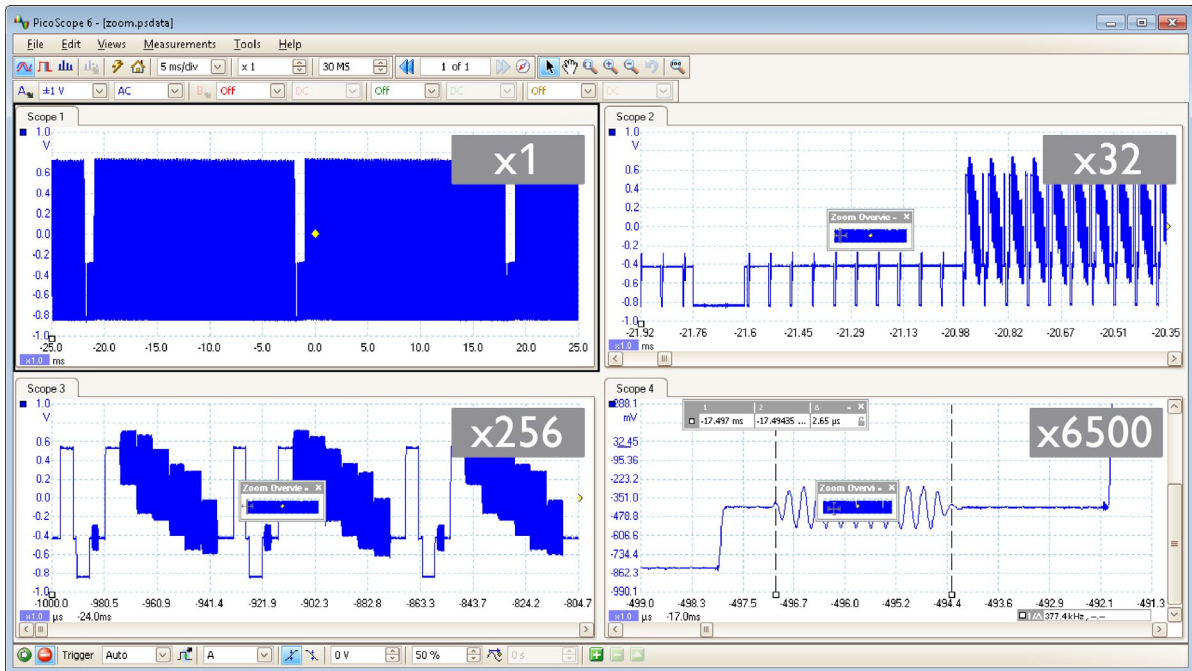 PicoScope 6 - [zoom.psdata]
File Edit Views Measurements Tools Help
5 ms/div x 1 30 MS 1 of 1
A ±1 V AC B Off DC Off DC Off DC
Scope 1
x1
1.0
V
0.6
0.4
0.2
0.0
-0.2
-0.4
-0.6
-0.8
-1.0
-25.0 -20.0 -15.0 -10.0 -5.0 0.0 5.0 10.0 15.0 20.0 25.0
x1.0 ms
Scope 2
x32
1.0
V
0.6
0.4
0.2
0.0
-0.2
-0.4
-0.6
-0.8
-1.0
Zoom Overvie
-21.92 -21.76 -21.6 -21.45 -21.29 -21.13 -20.98 -20.82 -20.67 -20.51 -20.35
x1.0 ms
Scope 3
x256
1.0
V
0.6
0.4
0.2
0.0
-0.2
-0.4
-0.6
-0.8
-1.0
Zoom Overvie
-1000.0 -980.5 -960.9 -941.4 -921.9 -902.3 -882.8 -863.3 -843.7 -824.2 -804.7
x1.0 µs -24.0ms
Scope 4
x6500
288.1
mV
32.45
-95.36
-223.2
-351.0
-478.8
-606.6
-734.4
-862.3
-990.1
1 2 Δ
-17.497 ms -17.49435 ... 2.65 µs
Zoom Overvi
-499.0 -498.3 -497.5 -496.7 -496.0 -495.2 -494.4 -493.6 -492.9 -492.1 -491.3
x1.0 µs -17.0ms
1/Δ 377.4 kHz , --.--
Trigger Auto A 0 V 50 % 0 s